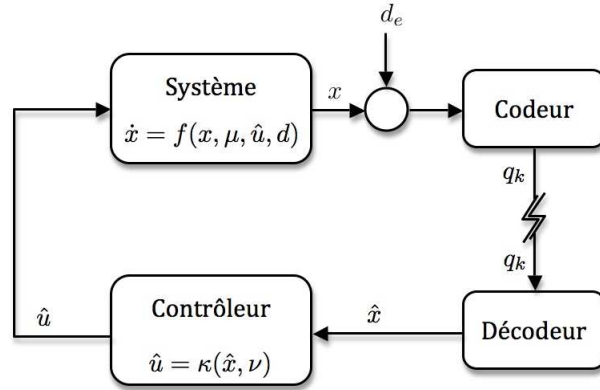 d_e
Système
ẋ = f(x, μ, û, d)
x
Codeur
q_k
q_k
Contrôleur
û = κ(x̂, ν)
û
x̂
Décodeur